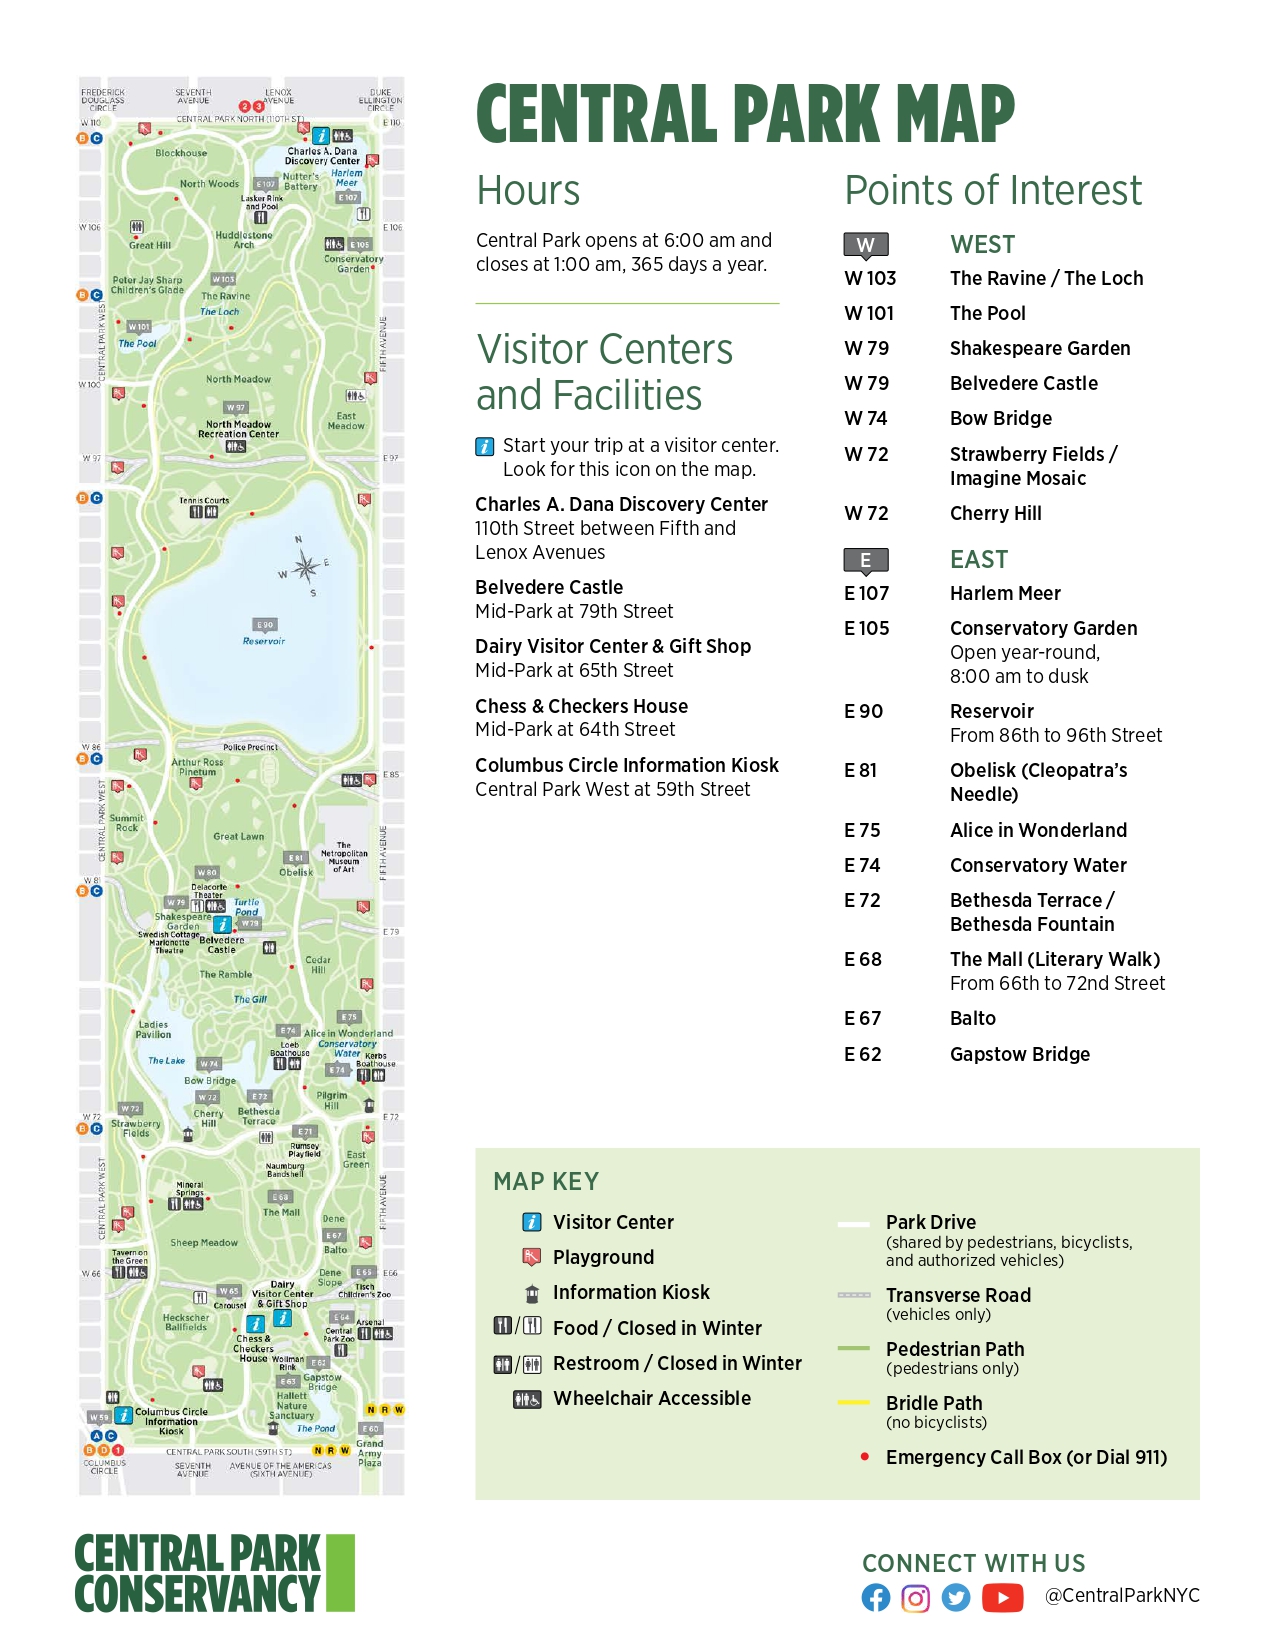 FREDERICK
DOUGLASS
CIRCLE
SEVENTH
AVENUE
LENOX
AVENUE
DUKE
ELLINGTON
CIRCLE
2 3
W 110
CENTRAL PARK NORTH (110TH ST)
E 110
B C
Blockhouse
Charles A. Dana
Discovery Center
North Woods
E 107
Nutter's
Battery
Harlem
Meer
E 107
Lasker Rink
and Pool
W 106
Great Hill
Huddlestone
Arch
E 106
E 105
Conservatory
Garden
Peter Jay Sharp
Children's Glade
W 103
The Ravine
The Loch
B C
CENTRAL PARK WEST
FIFTH AVENUE
W 101
The Pool
W 100
North Meadow
W 97
North Meadow
Recreation Center
East
Meadow
W 97
E 97
B C
Tennis Courts
N
E
W
S
E 90
Reservoir
W 86
B C
Police Precinct
Arthur Ross
Pinetum
E 85
CENTRAL PARK WEST
FIFTH AVENUE
Summit
Rock
Great Lawn
The
Metropolitan
Museum
of Art
E 81
Obelisk
W 81
B C
W 80
Delacorte
Theater
W 79
Shakespeare
Garden
Turtle
Pond
W 79
Swedish Cottage
Marionette
Theatre
Belvedere
Castle
E 79
Cedar
Hill
The Ramble
The Gill
Ladies
Pavilion
E 75
Alice in Wonderland
E 74
Loeb
Boathouse
Conservatory
Water
Kerbs
Boathouse
E 74
The Lake
W 74
Bow Bridge
W 72
Cherry
Hill
E 72
Bethesda
Terrace
Pilgrim
Hill
W 72
B C
W 72
Strawberry
Fields
E 72
E 71
Rumsey
Playfield
East
Green
Naumburg
Bandshell
CENTRAL PARK WEST
FIFTH AVENUE
Mineral
Springs
E 68
The Mall
Dene
E 67
Balto
Sheep Meadow
Tavern on
the Green
W 66
Dene
Slope
E 65
E 66
Tisch
Children's Zoo
Dairy
Visitor Center
& Gift Shop
W 65
Carousel
Heckscher
Ballfields
Chess &
Checkers
House
E 64
Central
Park Zoo
Arsenal
Wollman
Rink
E 62
Gapstow
Bridge
E 63
Hallett
Nature
Sanctuary
W 59
Columbus Circle
Information
Kiosk
N R W
The Pond
E 60
A C
B D 1
Grand
Army
Plaza
CENTRAL PARK SOUTH (59TH ST)
N R W
COLUMBUS
CIRCLE
SEVENTH
AVENUE
AVENUE OF THE AMERICAS
(SIXTH AVENUE)
CENTRAL PARK MAP
Hours
Central Park opens at 6:00 am and
closes at 1:00 am, 365 days a year.
Visitor Centers
and Facilities
Start your trip at a visitor center.
Look for this icon on the map.
Charles A. Dana Discovery Center
110th Street between Fifth and
Lenox Avenues
Belvedere Castle
Mid-Park at 79th Street
Dairy Visitor Center & Gift Shop
Mid-Park at 65th Street
Chess & Checkers House
Mid-Park at 64th Street
Columbus Circle Information Kiosk
Central Park West at 59th Street
Points of Interest
W WEST
W 103 The Ravine / The Loch
W 101 The Pool
W 79 Shakespeare Garden
W 79 Belvedere Castle
W 74 Bow Bridge
W 72 Strawberry Fields /
Imagine Mosaic
W 72 Cherry Hill
E EAST
E 107 Harlem Meer
E 105 Conservatory Garden
Open year-round,
8:00 am to dusk
E 90 Reservoir
From 86th to 96th Street
E 81 Obelisk (Cleopatra's
Needle)
E 75 Alice in Wonderland
E 74 Conservatory Water
E 72 Bethesda Terrace /
Bethesda Fountain
E 68 The Mall (Literary Walk)
From 66th to 72nd Street
E 67 Balto
E 62 Gapstow Bridge
MAP KEY
Visitor Center
Playground
Information Kiosk
/ Food / Closed in Winter
/ Restroom / Closed in Winter
Wheelchair Accessible
Park Drive
(shared by pedestrians, bicyclists,
and authorized vehicles)
Transverse Road
(vehicles only)
Pedestrian Path
(pedestrians only)
Bridle Path
(no bicyclists)
Emergency Call Box (or Dial 911)
CENTRAL PARK
CONSERVANCY
CONNECT WITH US
@CentralParkNYC